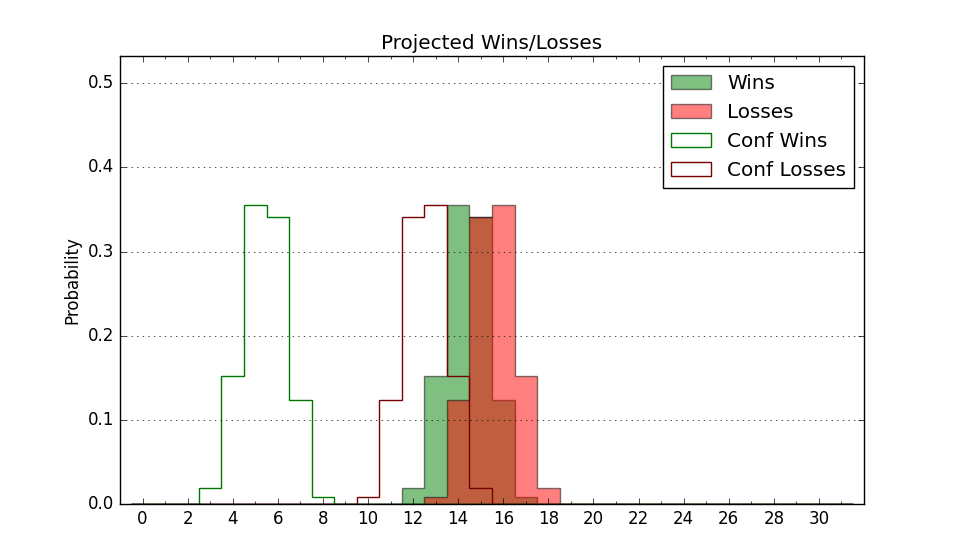 Projected Wins/Losses
Probability
0.5
0.4
0.3
0.2
0.1
0.0
Wins
Losses
Conf Wins
Conf Losses
0 2 4 6 8 10 12 14 16 18 20 22 24 26 28 30